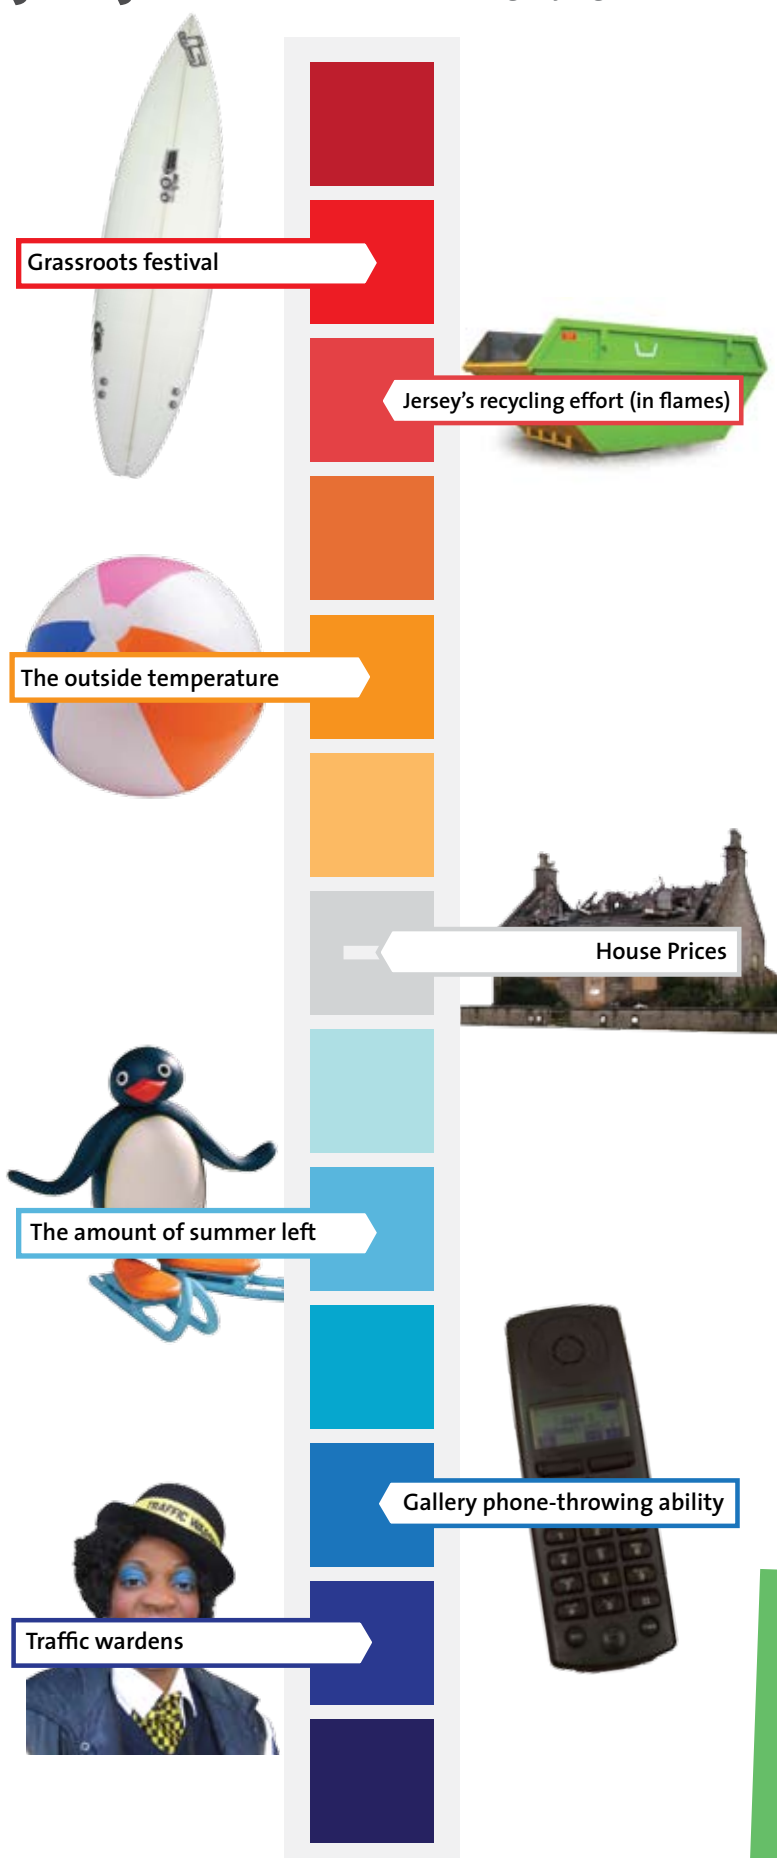 Grassroots festival
Jersey's recycling effort (in flames)
The outside temperature
House Prices
The amount of summer left
Gallery phone-throwing ability
TRAFFIC
Traffic wardens